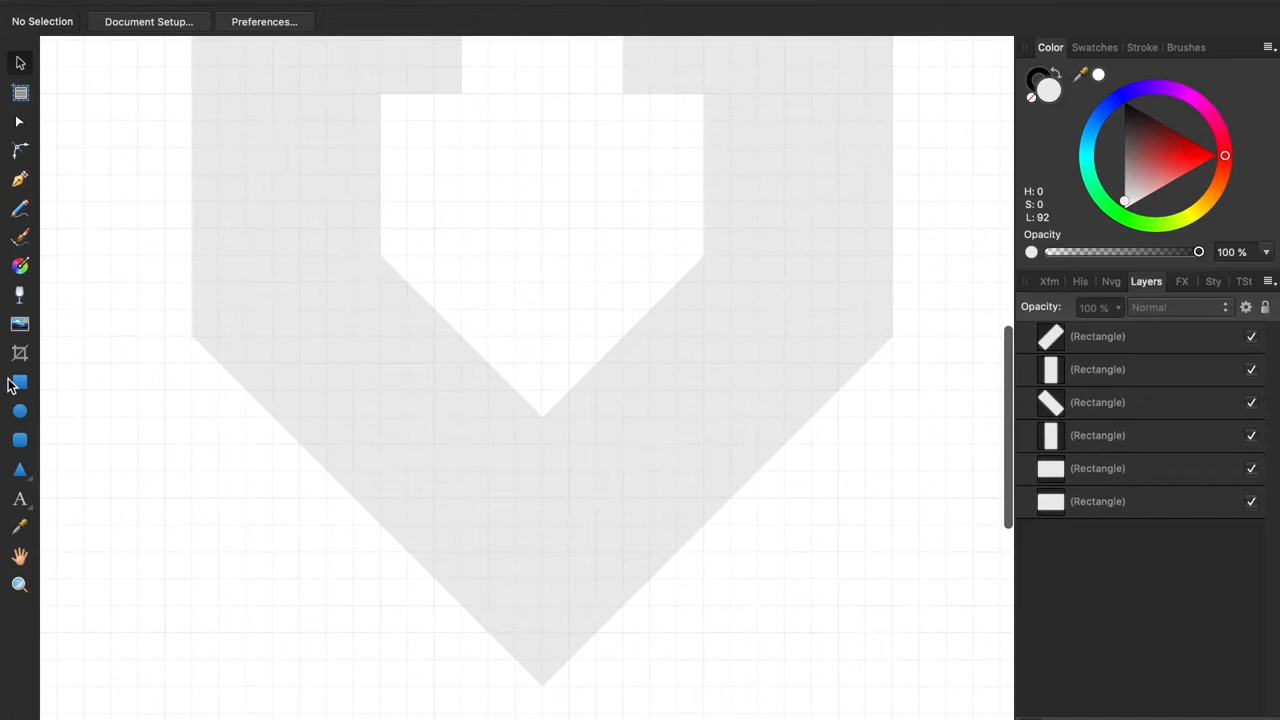 No Selection Document Setup... Preferences...
Color Swatches Stroke Brushes
H: 0
S: 0
L: 92
Opacity
100 %
Xfm His Nvg Layers FX Sty TSt
Opacity: 100 % Normal
(Rectangle)
(Rectangle)
(Rectangle)
(Rectangle)
(Rectangle)
(Rectangle)
A